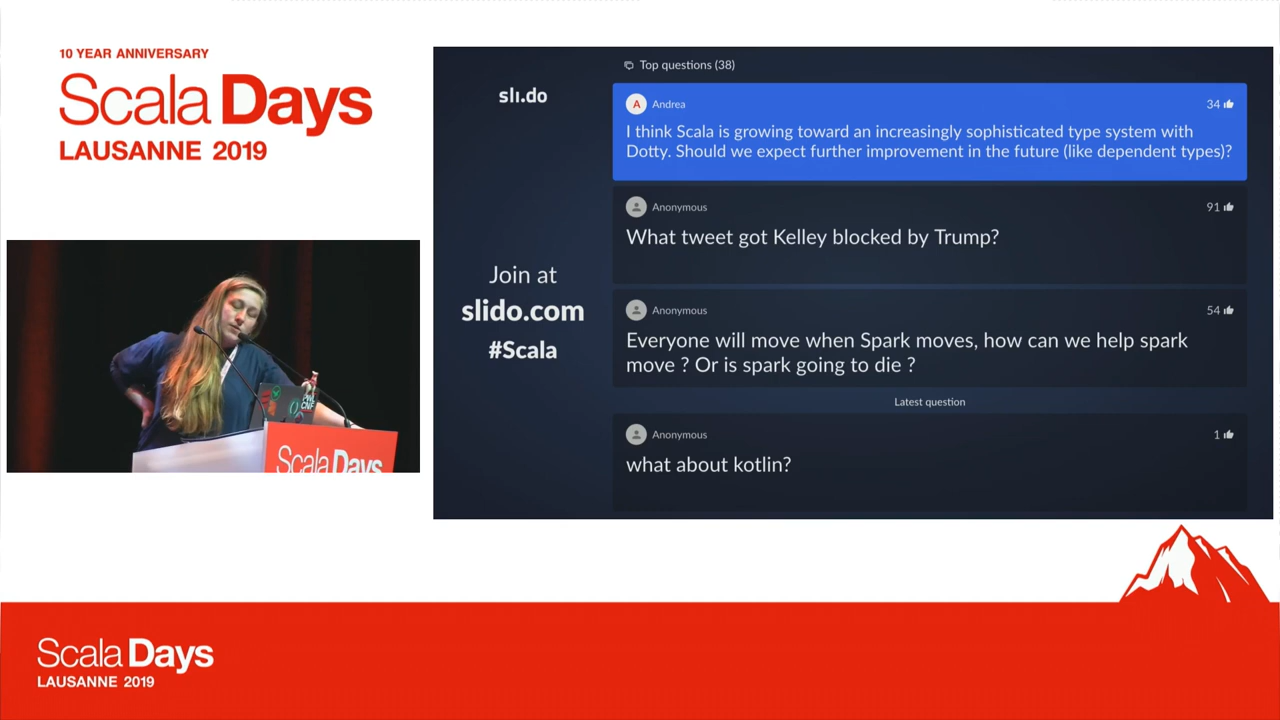 10 YEAR ANNIVERSARY
Scala Days
LAUSANNE 2019
Top questions (38)
sli.do
A Andrea 34
I think Scala is growing toward an increasingly sophisticated type system with
Dotty. Should we expect further improvement in the future (like dependent types)?
Anonymous 91
What tweet got Kelley blocked by Trump?
Join at
slido.com
#Scala
Anonymous 54
Everyone will move when Spark moves, how can we help spark
move ? Or is spark going to die ?
Latest question
Anonymous 1
what about kotlin?
Scala Days
Scala Days
LAUSANNE 2019